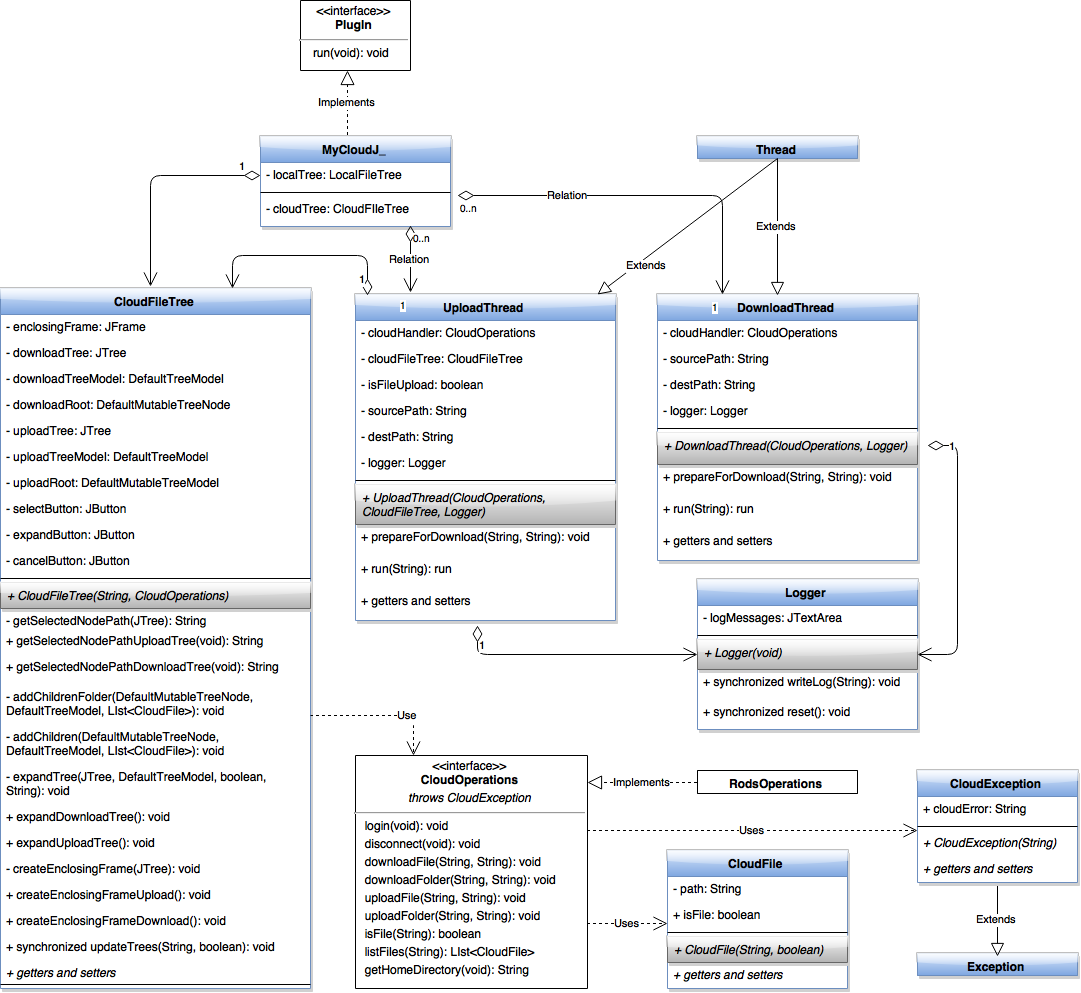 <<interface>>
PlugIn
run(void): void
Implements
MyCloudJ_
- localTree: LocalFileTree
- cloudTree: CloudFIleTree
Thread
1
0..n
Relation
0..n
Relation
Extends
Extends
1
CloudFileTree
- enclosingFrame: JFrame
- downloadTree: JTree
- downloadTreeModel: DefaultTreeModel
- downloadRoot: DefaultMutableTreeNode
- uploadTree: JTree
- uploadTreeModel: DefaultTreeModel
- uploadRoot: DefaultMutableTreeModel
- selectButton: JButton
- expandButton: JButton
- cancelButton: JButton
+ CloudFileTree(String, CloudOperations)
- getSelectedNodePath(JTree): String
+ getSelectedNodePathUploadTree(void): String
+ getSelectedNodePathDownloadTree(void): String
- addChildrenFolder(DefaultMutableTreeNode,
DefaultTreeModel, LIst<CloudFile>): void
- addChildren(DefaultMutableTreeNode,
DefaultTreeModel, LIst<CloudFile>): void
- expandTree(JTree, DefaultTreeModel, boolean,
String): void
+ expandDownloadTree(): void
+ expandUploadTree(): void
- createEnclosingFrame(JTree): void
+ createEnclosingFrameUpload(): void
+ createEnclosingFrameDownload(): void
+ synchronized updateTrees(String, boolean): void
+ getters and setters
1
UploadThread
- cloudHandler: CloudOperations
- cloudFileTree: CloudFileTree
- isFileUpload: boolean
- sourcePath: String
- destPath: String
- logger: Logger
+ UploadThread(CloudOperations,
CloudFileTree, Logger)
+ prepareForDownload(String, String): void
+ run(String): run
+ getters and setters
1
1
DownloadThread
- cloudHandler: CloudOperations
- sourcePath: String
- destPath: String
- logger: Logger
+ DownloadThread(CloudOperations, Logger)
+ prepareForDownload(String, String): void
+ run(String): run
+ getters and setters
1
Logger
- logMessages: JTextArea
+ Logger(void)
+ synchronized writeLog(String): void
+ synchronized reset(): void
Use
<<interface>>
CloudOperations
throws CloudException
login(void): void
disconnect(void): void
downloadFile(String, String): void
downloadFolder(String, String): void
uploadFile(String, String): void
uploadFolder(String, String): void
isFile(String): boolean
listFiles(String): LIst<CloudFile>
getHomeDirectory(void): String
Implements
RodsOperations
Uses
Uses
CloudFile
- path: String
+ isFile: boolean
+ CloudFile(String, boolean)
+ getters and setters
CloudException
+ cloudError: String
+ CloudException(String)
+ getters and setters
Extends
Exception